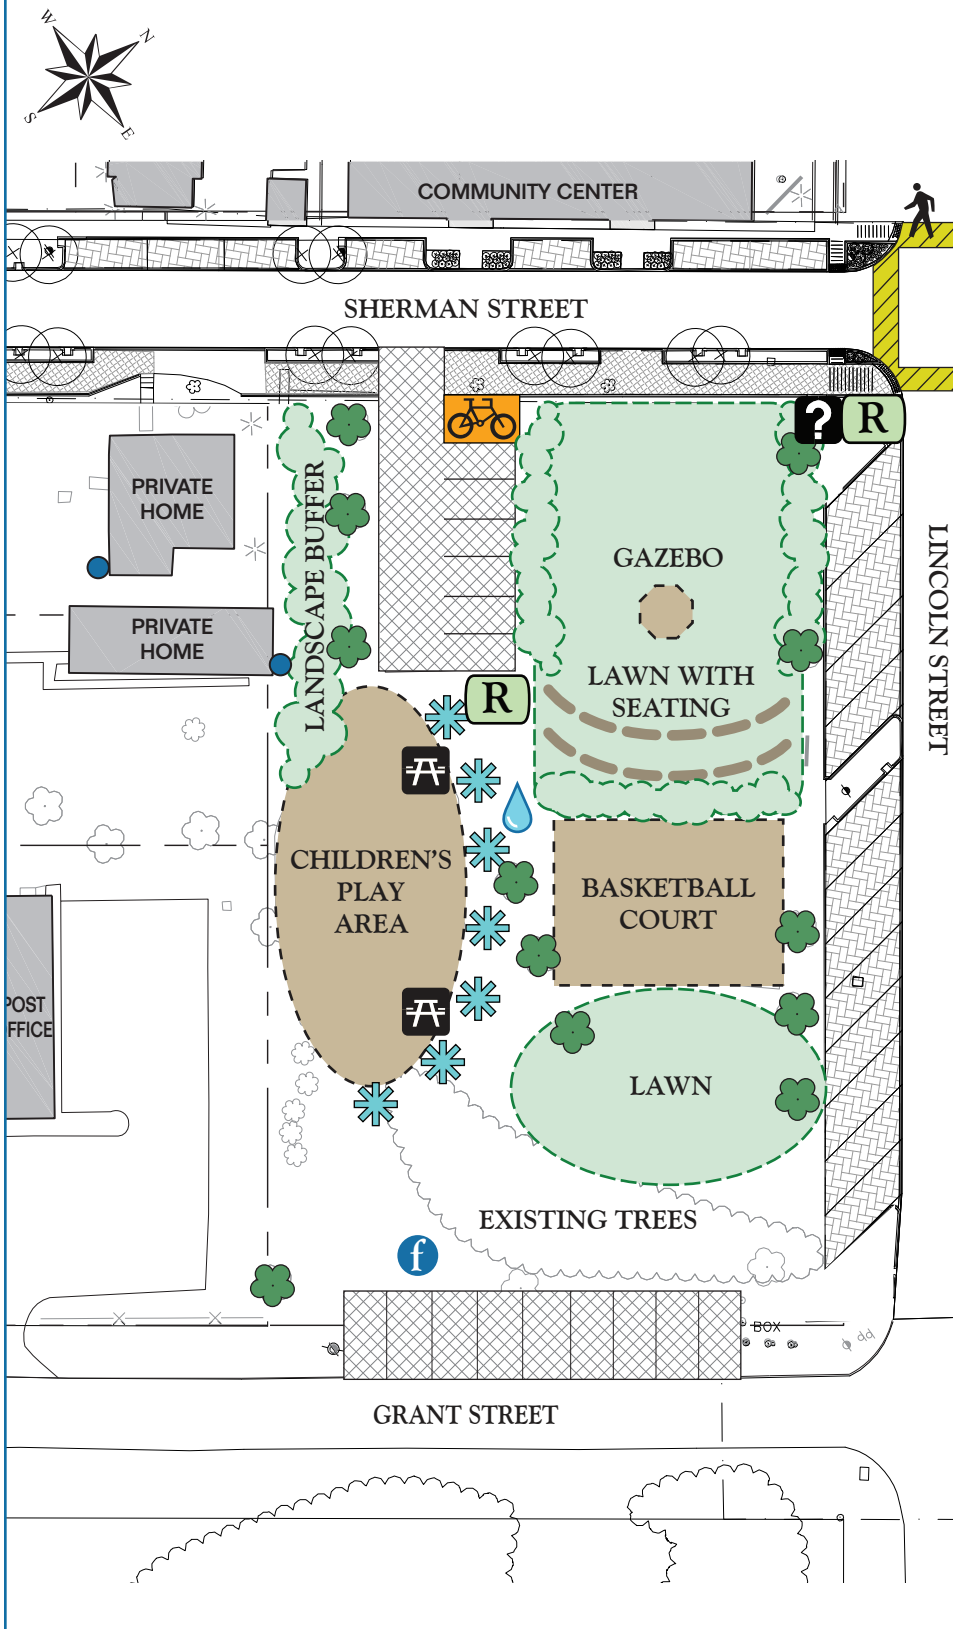 W
N
S
E
COMMUNITY CENTER
SHERMAN STREET
?
R
PRIVATE
HOME
LANDSCAPE BUFFER
GAZEBO
LINCOLN STREET
PRIVATE
HOME
LAWN WITH
SEATING
R
CHILDREN'S
PLAY
AREA
BASKETBALL
COURT
POST
FFICE
LAWN
EXISTING TREES
f
BOX
dd
GRANT STREET